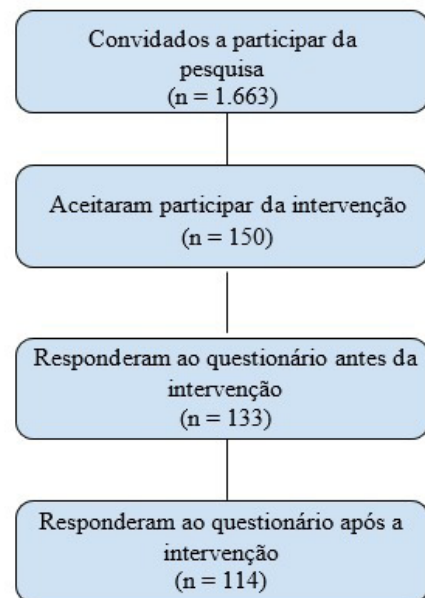 Convidados a participar da
pesquisa
(n = 1.663)
Aceitaram participar da intervenção
(n = 150)
Responderam ao questionário antes da
intervenção
(n = 133)
Responderam ao questionário após a
intervenção
(n = 114)